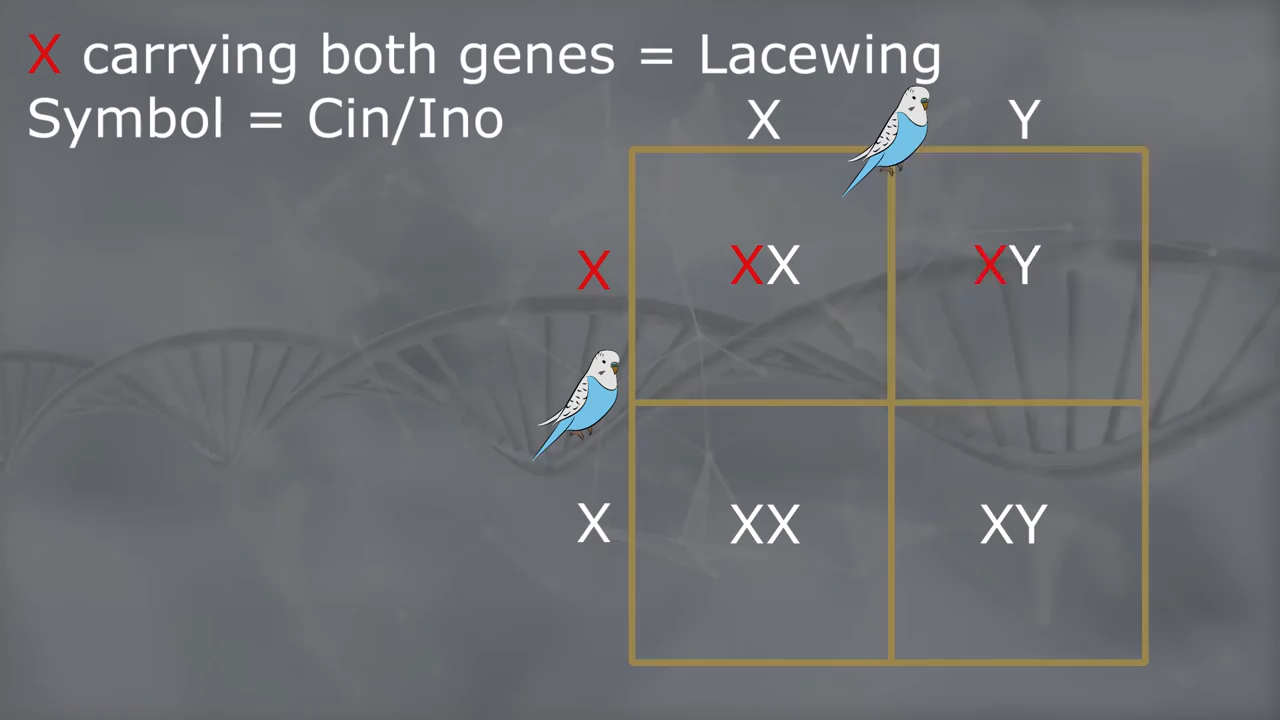 X carrying both genes = Lacewing
Symbol = Cin/Ino
X Y
X XX XY
X XX XY